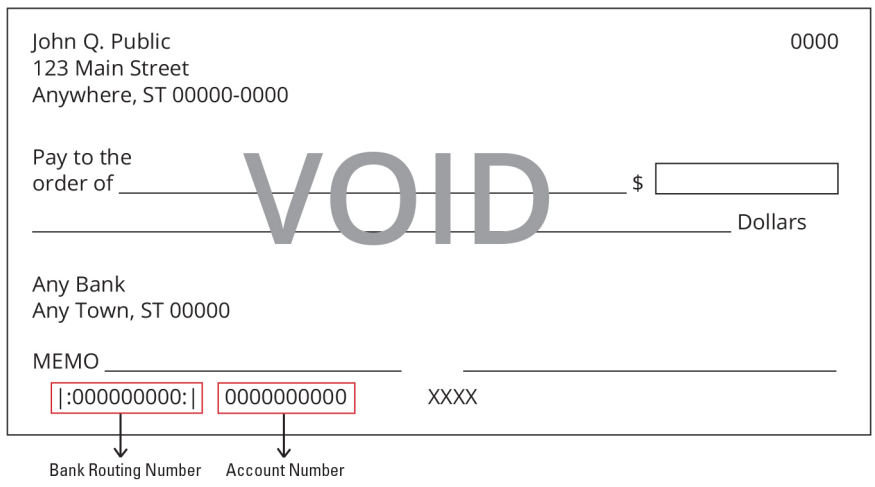 John Q. Public 0000
123 Main Street
Anywhere, ST 00000-0000
Pay to the
order of $
VOID
Dollars
Any Bank
Any Town, ST 00000
MEMO
|:000000000:| 0000000000 XXXX
Bank Routing Number Account Number